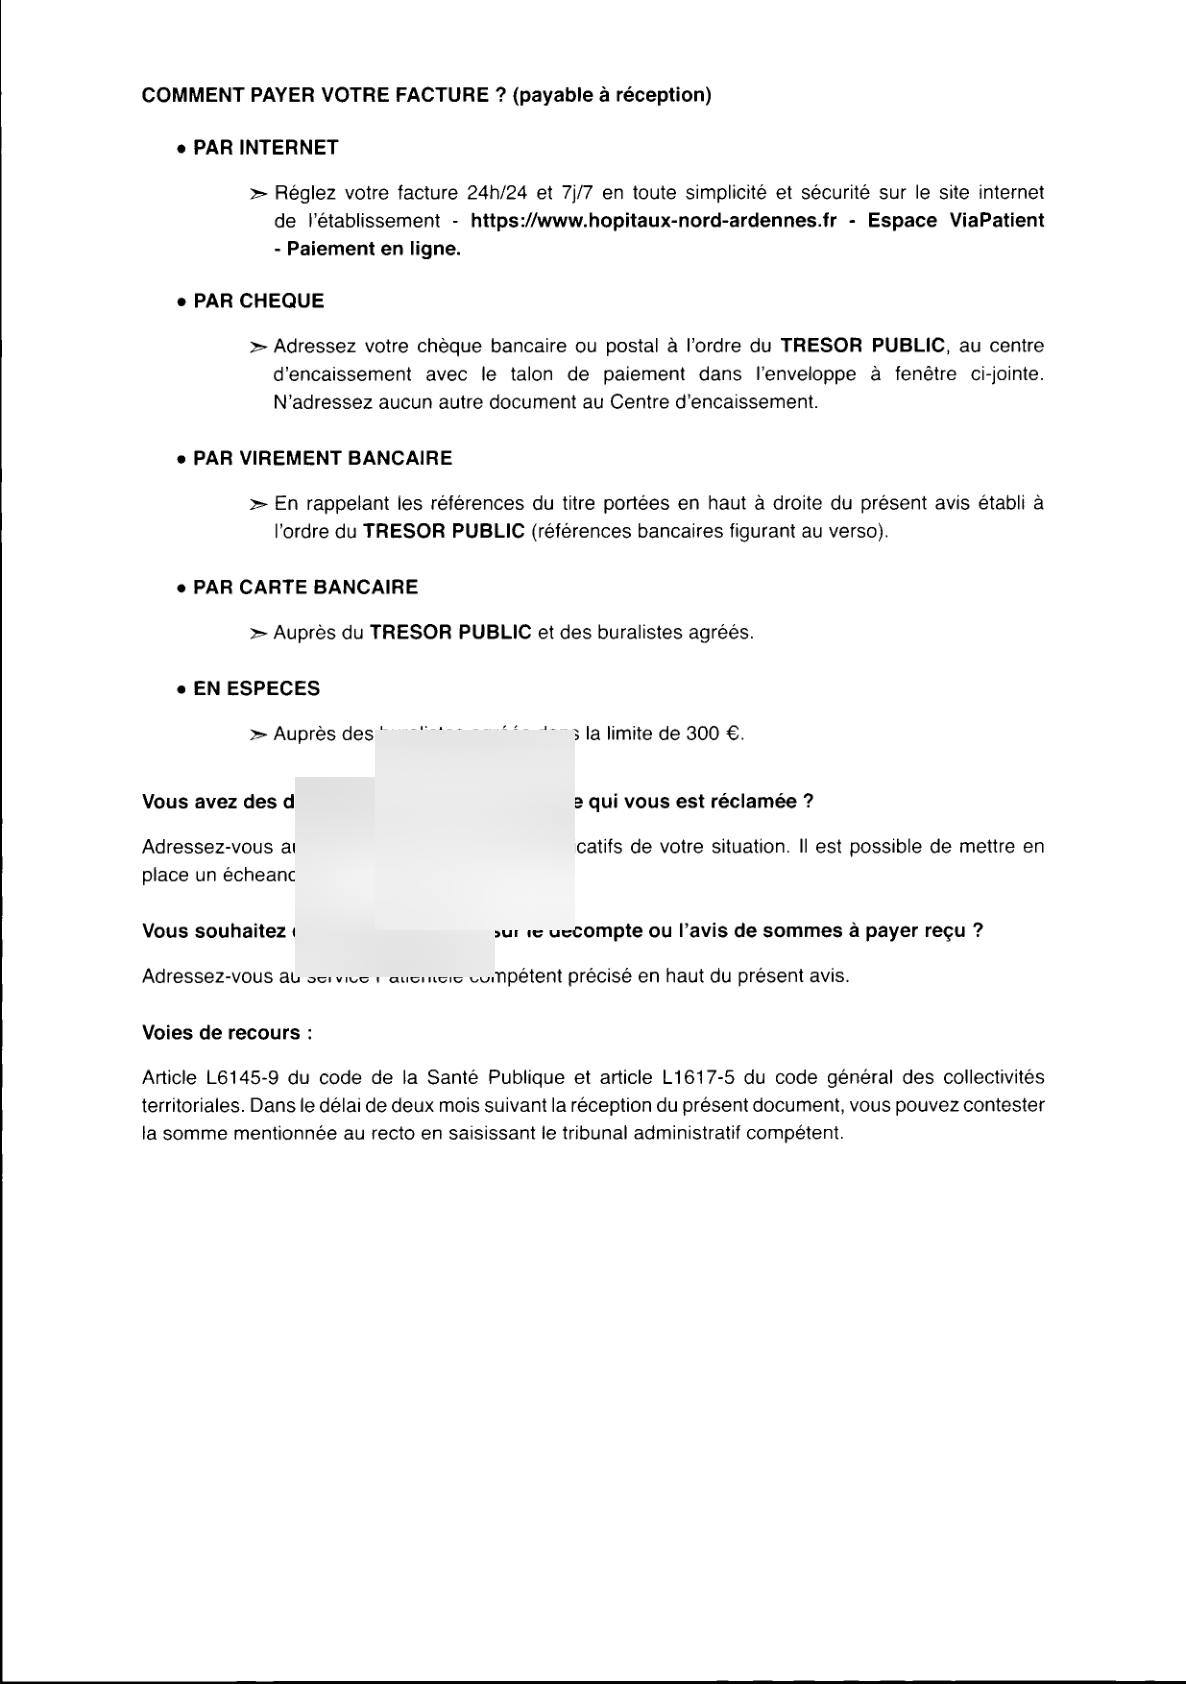 COMMENT PAYER VOTRE FACTURE ? (payable à réception)
• PAR INTERNET
➢ Réglez votre facture 24h/24 et 7j/7 en toute simplicité et sécurité sur le site internet
de l'établissement - https://www.hopitaux-nord-ardennes.fr - Espace ViaPatient
- Paiement en ligne.
• PAR CHEQUE
➢ Adressez votre chèque bancaire ou postal à l'ordre du TRESOR PUBLIC, au centre
d'encaissement avec le talon de paiement dans l'enveloppe à fenêtre ci-jointe.
N'adressez aucun autre document au Centre d'encaissement.
• PAR VIREMENT BANCAIRE
➢ En rappelant les références du titre portées en haut à droite du présent avis établi à
l'ordre du TRESOR PUBLIC (références bancaires figurant au verso).
• PAR CARTE BANCAIRE
➢ Auprès du TRESOR PUBLIC et des buralistes agréés.
• EN ESPECES
➢ Auprès des buralistes agréés dans la limite de 300 €.
Vous avez des qui vous est réclamée ?
Adressez-vous de votre situation. Il est possible de mettre en
place un
Vous souhaitez sur le décompte ou l'avis de sommes à payer reçu ?
Adressez-vous au service Patientèle compétent précisé en haut du présent avis.
Voies de recours :
Article L6145-9 du code de la Santé Publique et article L1617-5 du code général des collectivités
territoriales. Dans le délai de deux mois suivant la réception du présent document, vous pouvez contester
la somme mentionnée au recto en saisissant le tribunal administratif compétent.